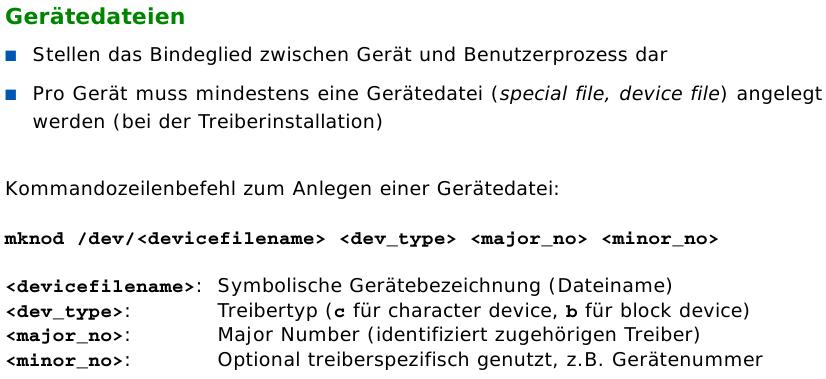 Gerätedateien
Stellen das Bindeglied zwischen Gerät und Benutzerprozess dar
Pro Gerät muss mindestens eine Gerätedatei (special file, device file) angelegt
werden (bei der Treiberinstallation)
Kommandozeilenbefehl zum Anlegen einer Gerätedatei:
mknod /dev/<devicefilename> <dev_type> <major_no> <minor_no>
<devicefilename>: Symbolische Gerätebezeichnung (Dateiname)
<dev_type>: Treibertyp (c für character device, b für block device)
<major_no>: Major Number (identifiziert zugehörigen Treiber)
<minor_no>: Optional treiberspezifisch genutzt, z.B. Gerätenummer